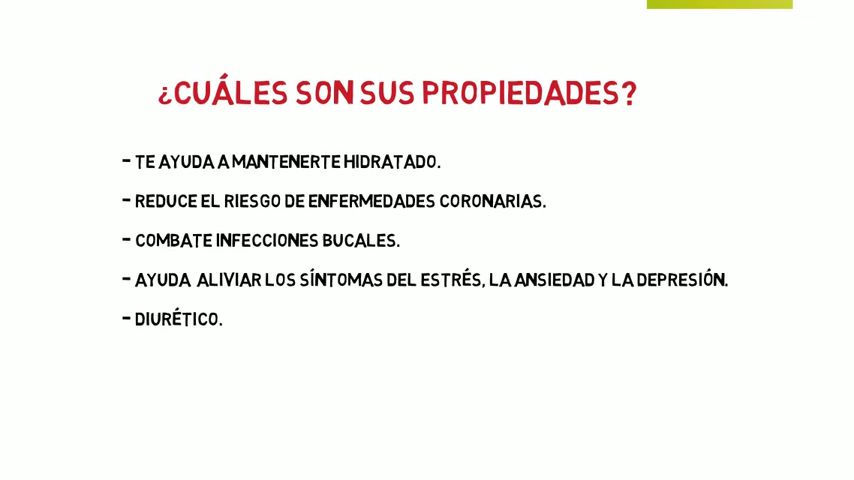 ¿CUÁLES SON SUS PROPIEDADES?
- TE AYUDA A MANTENERTE HIDRATADO.
- REDUCE EL RIESGO DE ENFERMEDADES CORONARIAS.
- COMBATE INFECCIONES BUCALES.
- AYUDA ALIVIAR LOS SÍNTOMAS DEL ESTRÉS, LA ANSIEDAD Y LA DEPRESIÓN.
- DIURÉTICO.